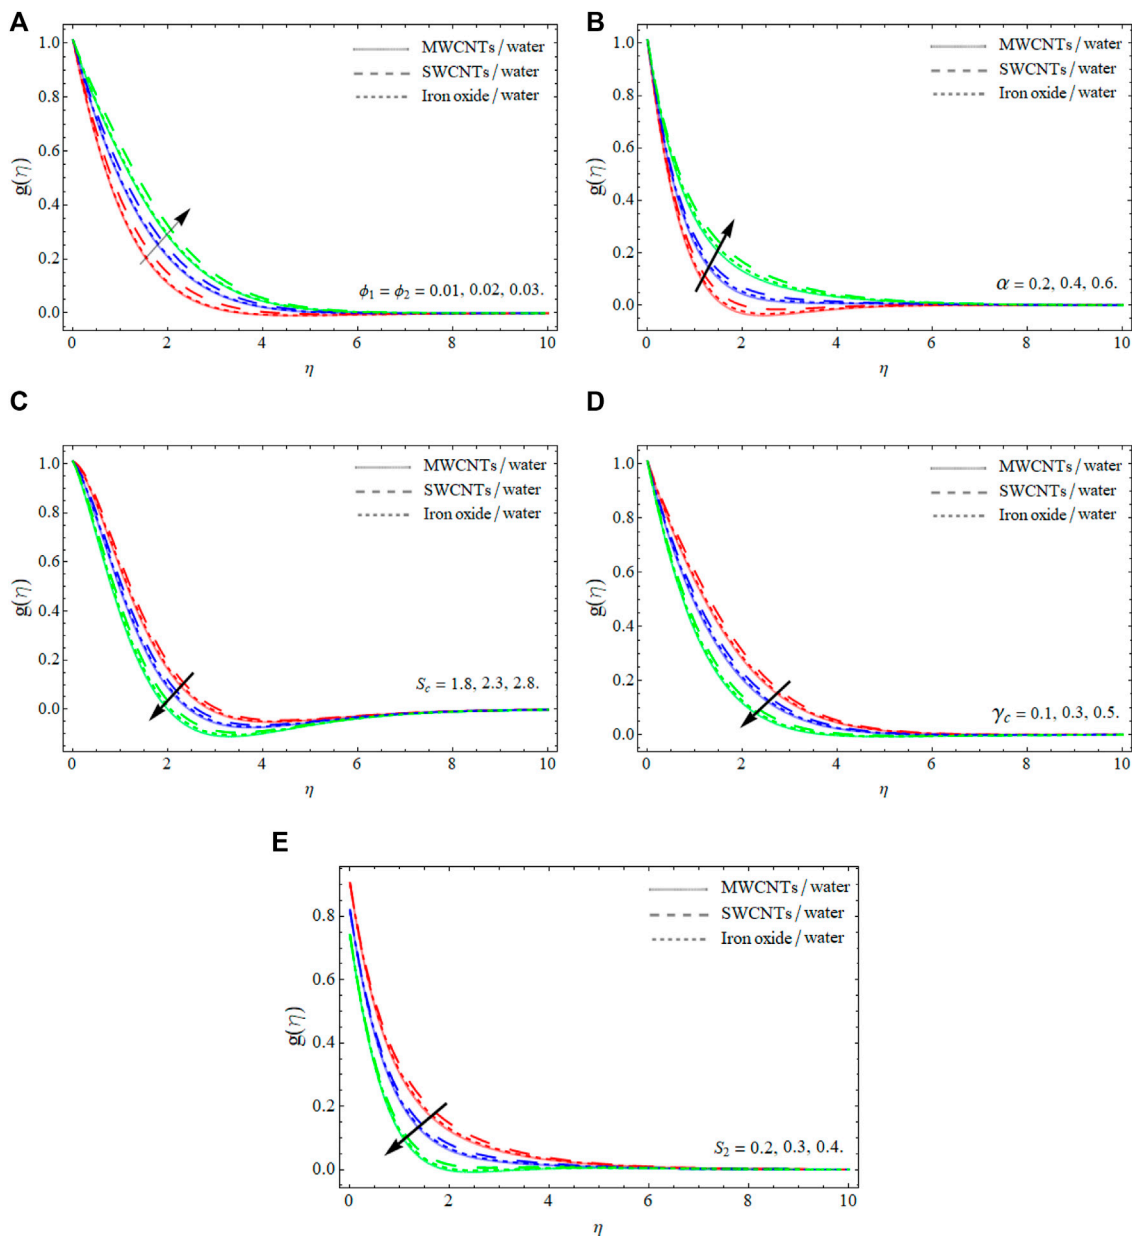 A
MWCNTs/water
SWCNTs/water
Iron oxide/water
g(η)
1.0
0.8
0.6
0.4
0.2
0.0
ϕ₁ = ϕ₂ = 0.01, 0.02, 0.03.
0 2 4 6 8 10
η
B
MWCNTs/water
SWCNTs/water
Iron oxide/water
g(η)
1.0
0.8
0.6
0.4
0.2
0.0
α = 0.2, 0.4, 0.6.
0 2 4 6 8 10
η
C
MWCNTs/water
SWCNTs/water
Iron oxide/water
g(η)
1.0
0.8
0.6
0.4
0.2
0.0
S_c = 1.8, 2.3, 2.8.
0 2 4 6 8 10
η
D
MWCNTs/water
SWCNTs/water
Iron oxide/water
g(η)
1.0
0.8
0.6
0.4
0.2
0.0
γ_c = 0.1, 0.3, 0.5.
0 2 4 6 8 10
η
E
MWCNTs/water
SWCNTs/water
Iron oxide/water
g(η)
0.8
0.6
0.4
0.2
0.0
S₂ = 0.2, 0.3, 0.4.
0 2 4 6 8 10
η